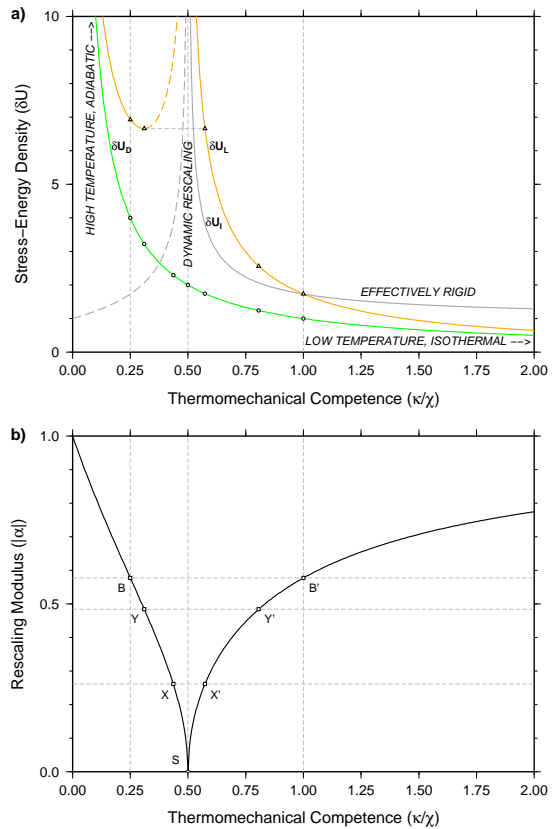 a)
10
5
0
Stress−Energy Density (δU)
HIGH TEMPERATURE, ADIABATIC −−>
DYNAMIC RESCALING
δU_D
δU_L
δU_I
EFFECTIVELY RIGID
LOW TEMPERATURE, ISOTHERMAL −−>
0.00 0.25 0.50 0.75 1.00 1.25 1.50 1.75 2.00
Thermomechanical Competence (κ/χ)
b)
1.0
0.5
0.0
Rescaling Modulus (|α|)
B
B'
Y
Y'
X
X'
S
0.00 0.25 0.50 0.75 1.00 1.25 1.50 1.75 2.00
Thermomechanical Competence (κ/χ)